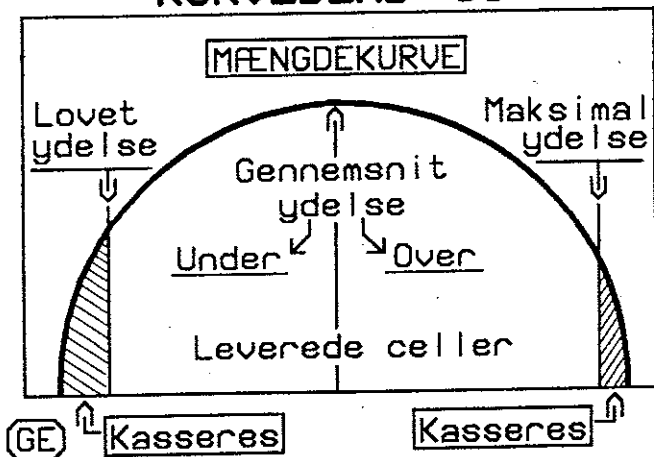 MÆNGDEKURVE
Lovet
ydelse
Maksimal
ydelse
Gennemsnit
ydelse
Under
Over
Leverede celler
GE
Kasseres
Kasseres